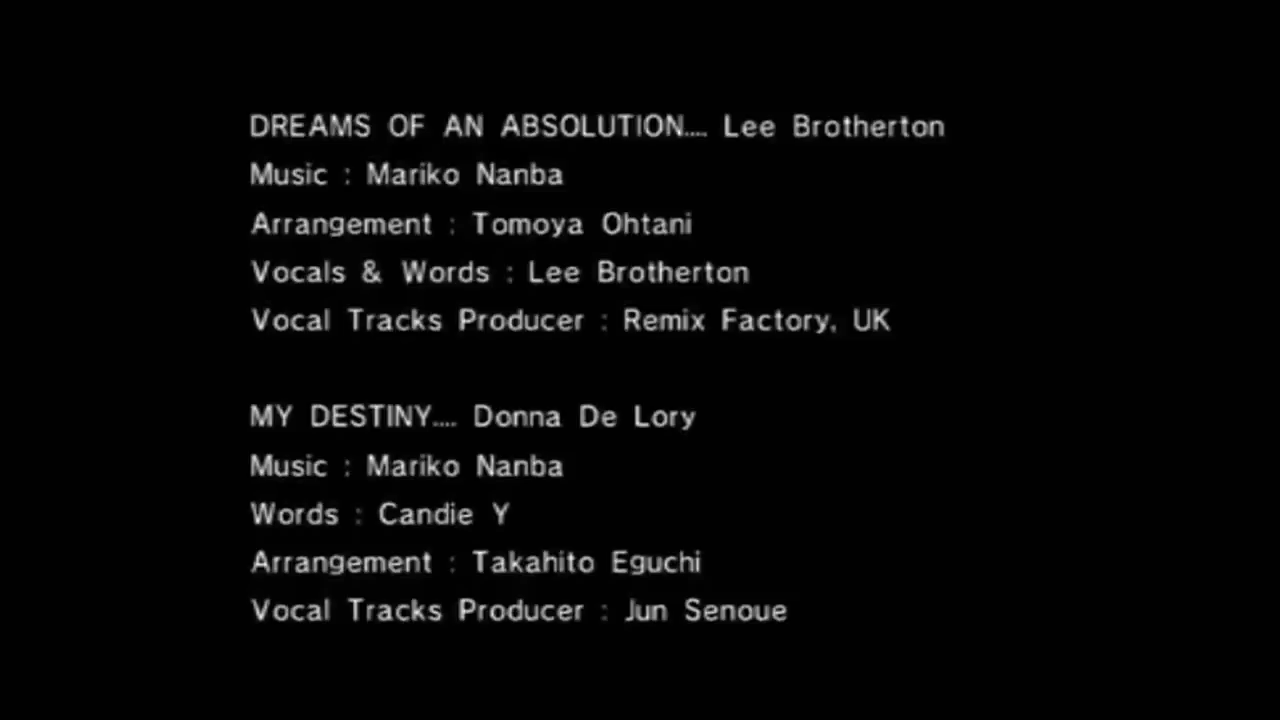 DREAMS OF AN ABSOLUTION.... Lee Brotherton
Music : Mariko Nanba
Arrangement : Tomoya Ohtani
Vocals & Words : Lee Brotherton
Vocal Tracks Producer : Remix Factory, UK
MY DESTINY.... Donna De Lory
Music : Mariko Nanba
Words : Candie Y
Arrangement : Takahito Eguchi
Vocal Tracks Producer : Jun Senoue